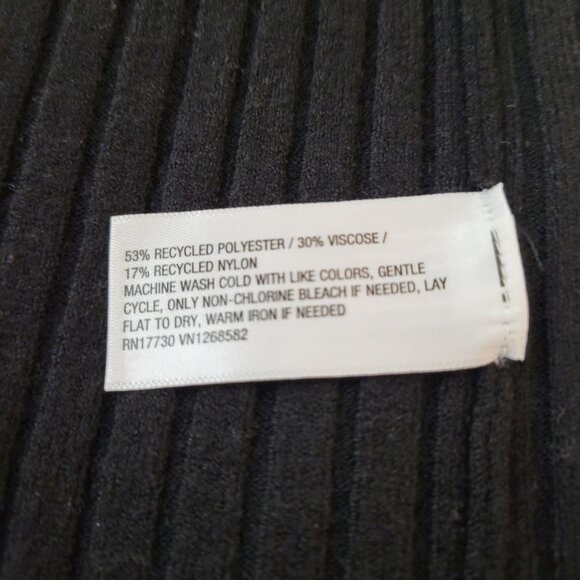 53% RECYCLED POLYESTER / 30% VISCOSE /
17% RECYCLED NYLON
MACHINE WASH COLD WITH LIKE COLORS, GENTLE
CYCLE, ONLY NON-CHLORINE BLEACH IF NEEDED, LAY
FLAT TO DRY, WARM IRON IF NEEDED
RN17730 VN1268582